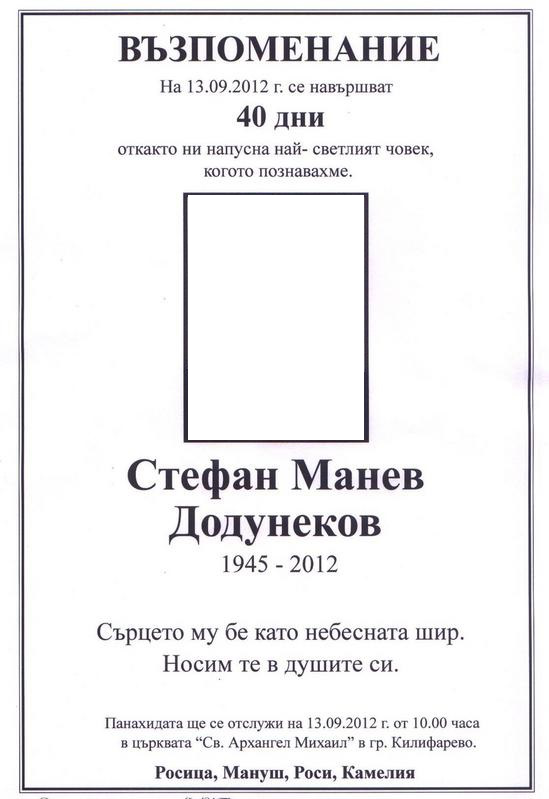 ВЪЗПОМЕНАНИЕ
На 13.09.2012 г. се навършват
40 дни
откакто ни напусна най- светлият човек,
когото познавахме.
Стефан Манев
Додунеков
1945 - 2012
Сърцето му бе като небесната шир.
Носим те в душите си.
Панахидата ще се отслужи на 13.09.2012 г. от 10.00 часа
в църквата “Св. Архангел Михаил” в гр. Килифарево.
Росица, Мануш, Роси, Камелия